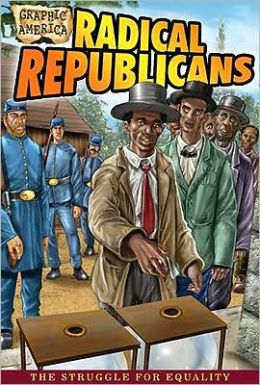 GRAPHIC
AMERICA
RADICAL
REPUBLICANS
THE STRUGGLE FOR EQUALITY